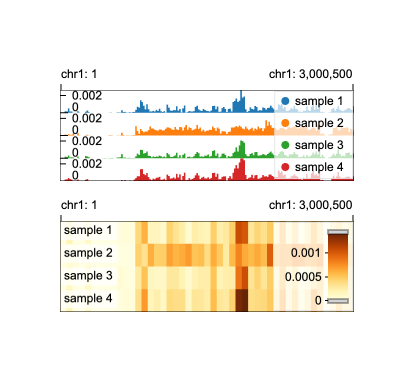 chr1: 1 chr1: 3,000,500
0.002
0 sample 1
0.002
0 sample 2
0.002
0 sample 3
0.002
0 sample 4
chr1: 1 chr1: 3,000,500
sample 1
sample 2 0.001
sample 3 0.0005
sample 4 0